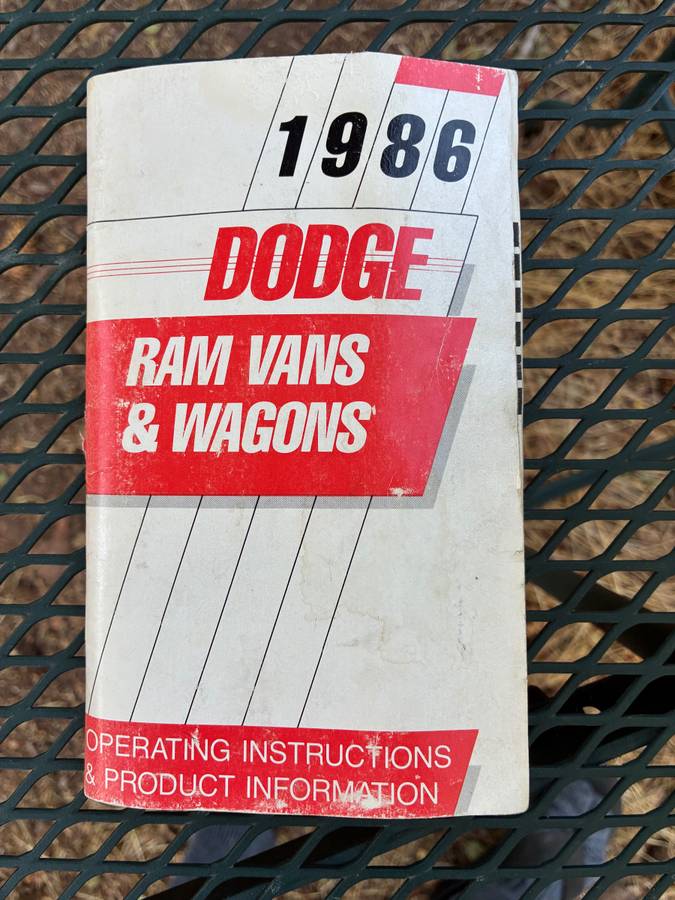 1986
DODGE
RAM VANS
& WAGONS
OPERATING INSTRUCTIONS
& PRODUCT INFORMATION